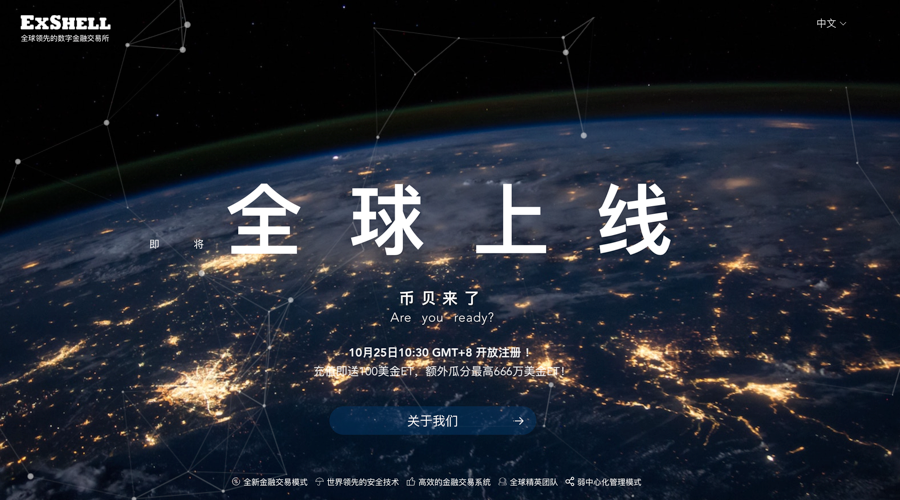 EXSHELL
全球领先的数字金融交易所
中文
即将 全球上线
币贝来了
Are you ready?
10月25日10:30 GMT+8 开放注册！
充值即送100美金ET，额外瓜分最高666万美金ET！
关于我们
全新金融交易模式 世界领先的安全技术 高效的金融交易系统 全球精英团队 弱中心化管理模式